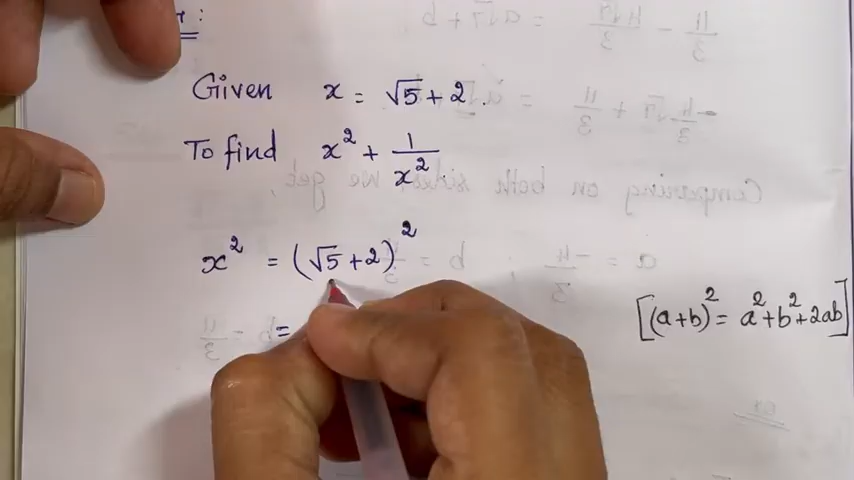 Given x = √5 + 2.
To find x² + 1/x².
x² = (√5 + 2)²
=
[(a+b)² = a² + b² + 2ab]